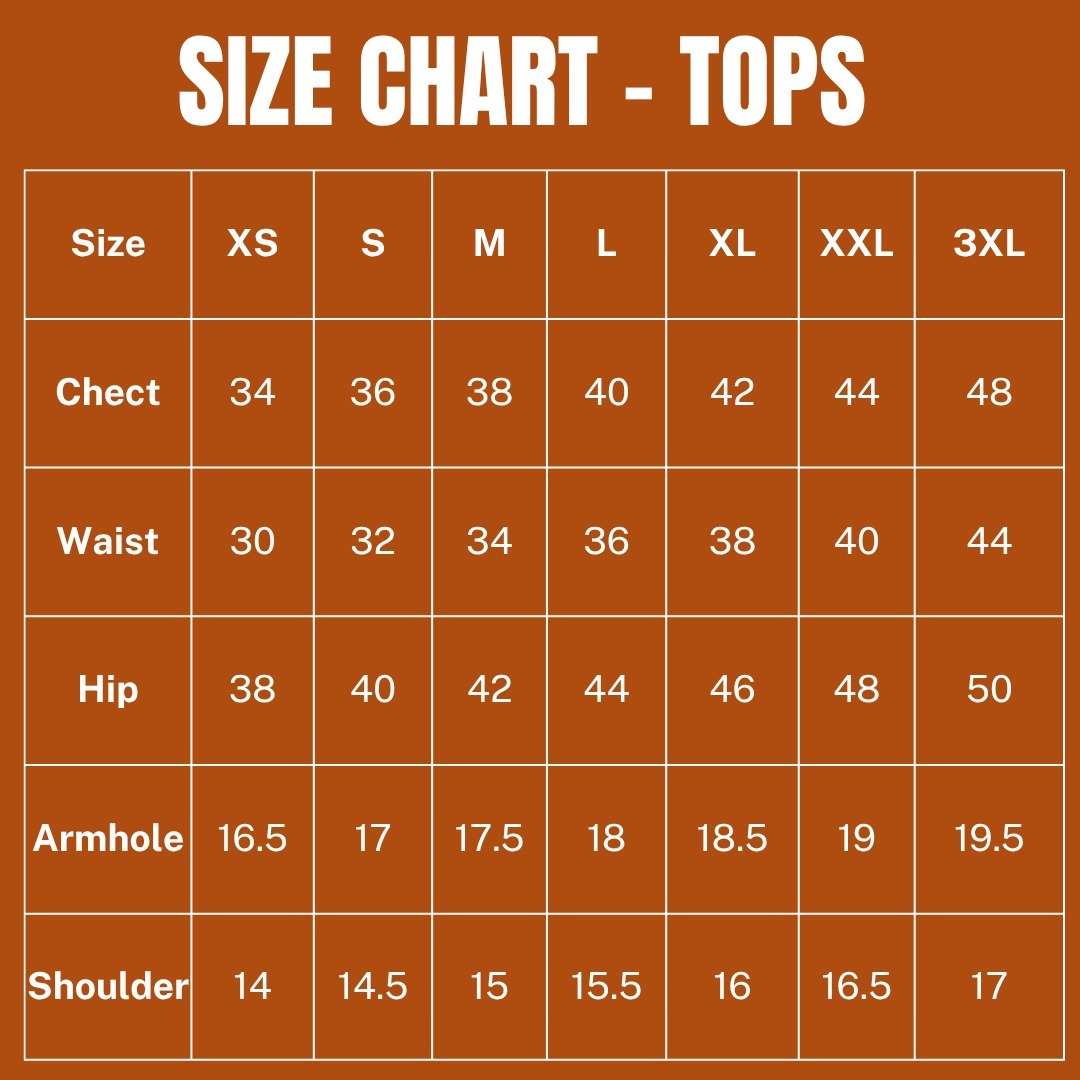 SIZE CHART - TOPS
Size XS S M L XL XXL 3XL
Chect 34 36 38 40 42 44 48
Waist 30 32 34 36 38 40 44
Hip 38 40 42 44 46 48 50
Armhole 16.5 17 17.5 18 18.5 19 19.5
Shoulder 14 14.5 15 15.5 16 16.5 17